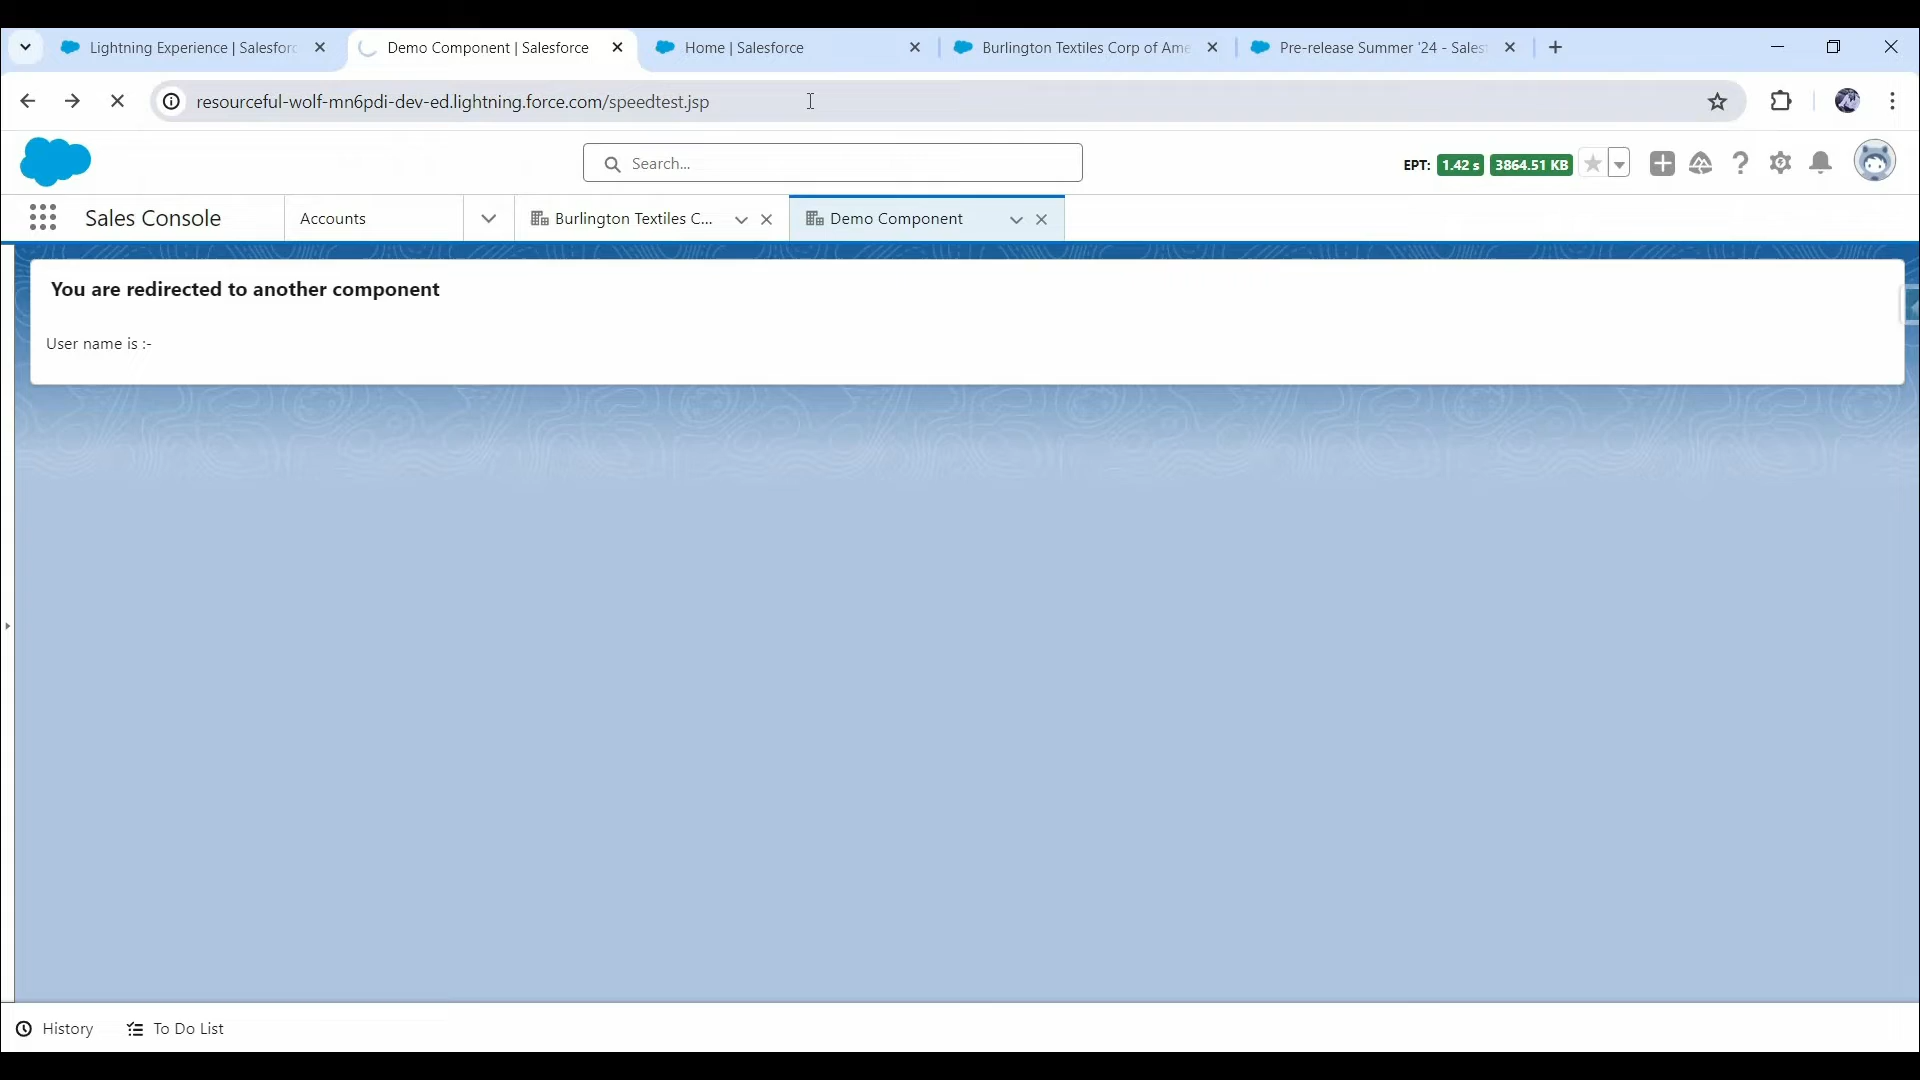 Lightning Experience | Salesforc
Demo Component | Salesforce
Home | Salesforce
Burlington Textiles Corp of Ame
Pre-release Summer '24 - Sales
resourceful-wolf-mn6pdi-dev-ed.lightning.force.com/speedtest.jsp
Search...
EPT: 1.42 s 3864.51 KB
Sales Console
Accounts
Burlington Textiles C...
Demo Component
You are redirected to another component
User name is :-
History
To Do List